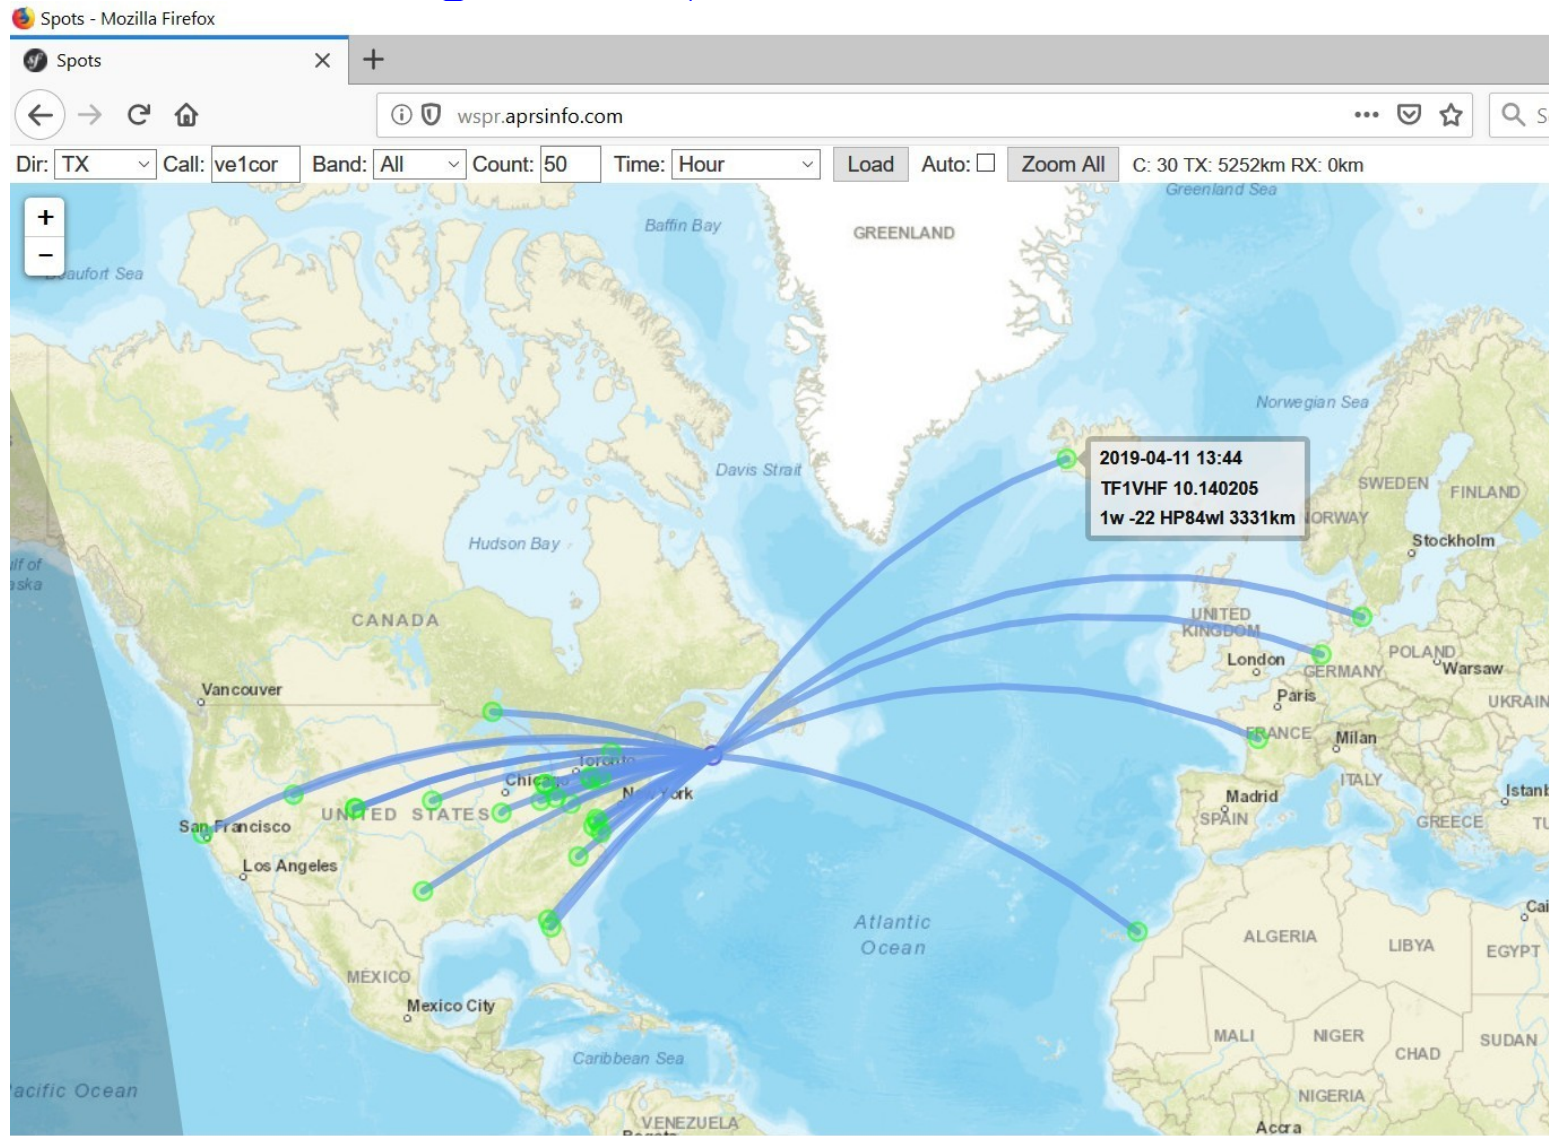 Spots - Mozilla Firefox
Spots
wspr.aprsinfo.com
Dir: TX Call: ve1cor Band: All Count: 50 Time: Hour Load Auto: Zoom All C: 30 TX: 5252km RX: 0km
+
−
Greenland Sea
Baffin Bay
GREENLAND
Beaufort Sea
Norwegian Sea
2019-04-11 13:44
TF1VHF 10.140205
1w -22 HP84wl 3331km
Davis Strait
SWEDEN
FINLAND
NORWAY
Stockholm
Hudson Bay
CANADA
UNITED
KINGDOM
London
POLAND
Warsaw
GERMANY
Vancouver
Paris
UKRAIN
FRANCE
Milan
Toronto
Chicago
New York
ITALY
Istanb
Madrid
SPAIN
GREECE
TU
UNITED STATES
San Francisco
Los Angeles
Atlantic
Ocean
ALGERIA
LIBYA
EGYPT
Cai
MÉXICO
Mexico City
MALI
NIGER
CHAD
SUDAN
Caribbean Sea
acific Ocean
NIGERIA
VENEZUELA
Accra